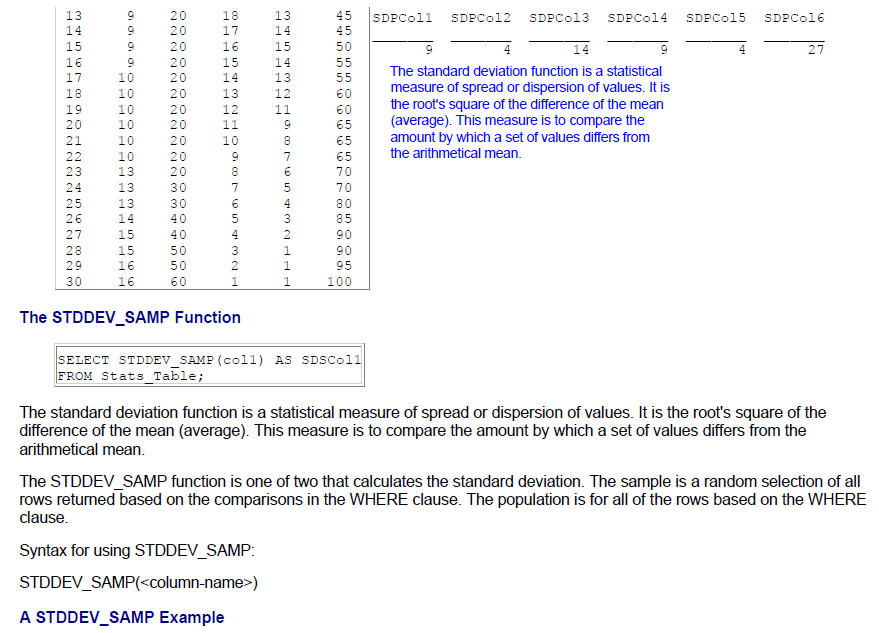 13 9 20 18 13 45 SDPCol1 SDPCol2 SDPCol3 SDPCol4 SDPCol5 SDPCol6
14 9 20 17 14 45
15 9 20 16 15 50 9 4 14 9 4 27
16 9 20 15 14 55
17 10 20 14 13 55
18 10 20 13 12 60
19 10 20 12 11 60
20 10 20 11 9 65
21 10 20 10 8 65
22 10 20 9 7 65
23 13 20 8 6 70
24 13 30 7 5 70
25 13 30 6 4 80
26 14 40 5 3 85
27 15 40 4 2 90
28 15 50 3 1 90
29 16 50 2 1 95
30 16 60 1 1 100
The standard deviation function is a statistical
measure of spread or dispersion of values. It is
the root's square of the difference of the mean
(average). This measure is to compare the
amount by which a set of values differs from
the arithmetical mean.
The STDDEV_SAMP Function
SELECT STDDEV_SAMP(col1) AS SDSCol1
FROM Stats_Table;
The standard deviation function is a statistical measure of spread or dispersion of values. It is the root's square of the
difference of the mean (average). This measure is to compare the amount by which a set of values differs from the
arithmetical mean.
The STDDEV_SAMP function is one of two that calculates the standard deviation. The sample is a random selection of all
rows returned based on the comparisons in the WHERE clause. The population is for all of the rows based on the WHERE
clause.
Syntax for using STDDEV_SAMP:
STDDEV_SAMP(<column-name>)
A STDDEV_SAMP Example